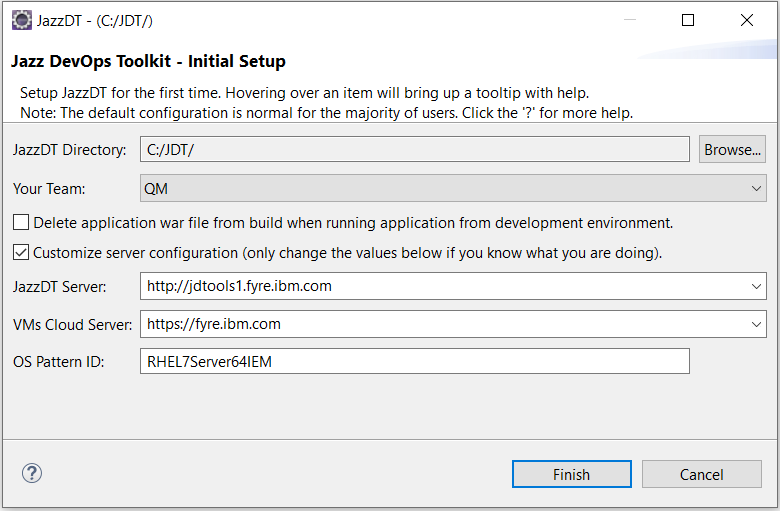 JazzDT - (C:/JDT/)
Jazz DevOps Toolkit - Initial Setup
Setup JazzDT for the first time. Hovering over an item will bring up a tooltip with help.
Note: The default configuration is normal for the majority of users. Click the '?' for more help.
JazzDT Directory: C:/JDT/ Browse...
Your Team: QM
Delete application war file from build when running application from development environment.
Customize server configuration (only change the values below if you know what you are doing).
JazzDT Server: http://jdtools1.fyre.ibm.com
VMs Cloud Server: https://fyre.ibm.com
OS Pattern ID: RHEL7Server64IEM
? Finish Cancel